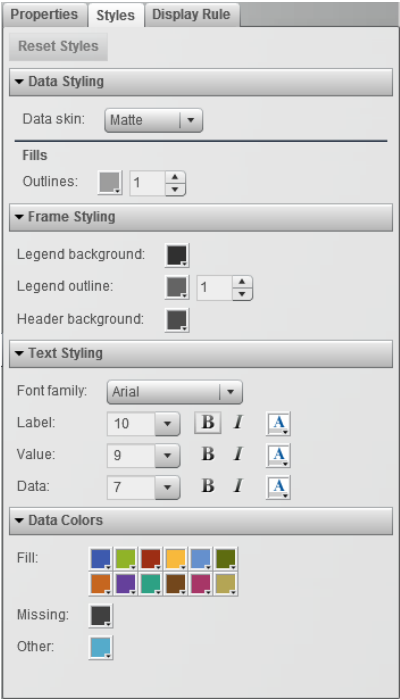 Properties Styles Display Rule
Reset Styles
Data Styling
Data skin: Matte
Fills
Outlines: 1
Frame Styling
Legend background:
Legend outline: 1
Header background:
Text Styling
Font family: Arial
Label: 10 B I A
Value: 9 B I A
Data: 7 B I A
Data Colors
Fill:
Missing:
Other: